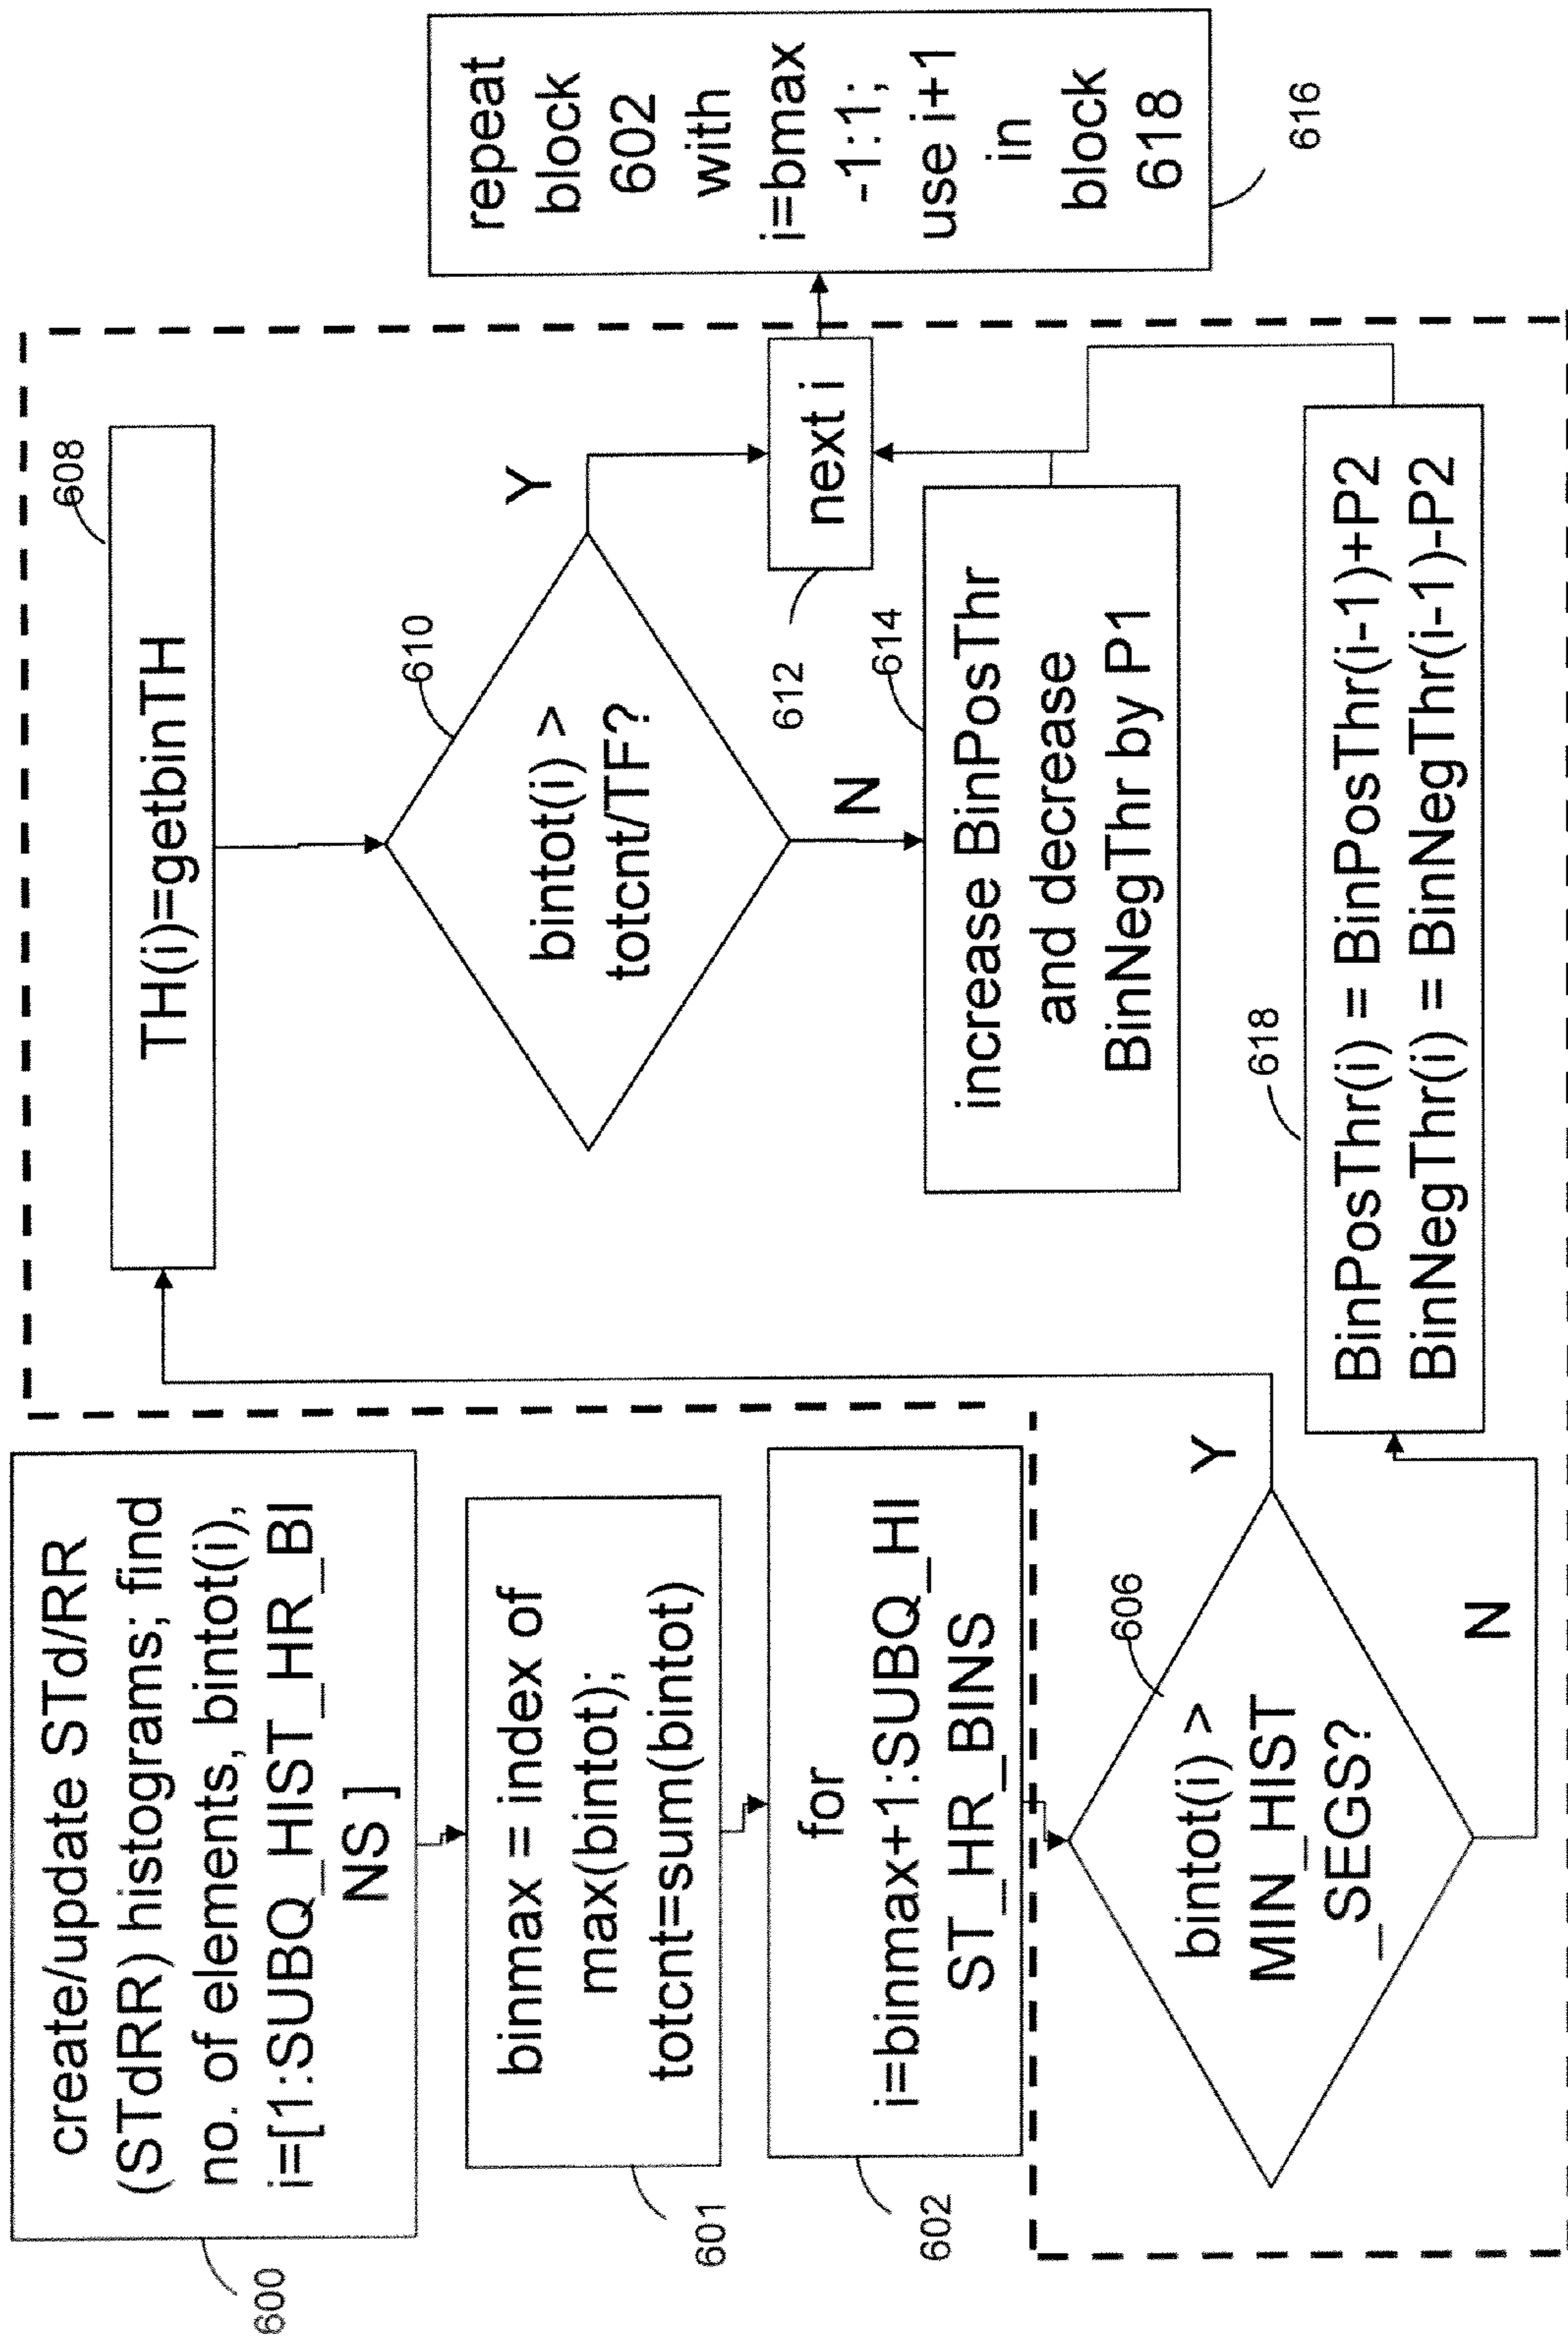 create/update STd/RR
(STdRR) histograms; find
no. of elements, bintot(i),
i=[1:SUBQ_HIST_HR_BI
NS ]
600
binmax = index of
max(bintot);
totcnt=sum(bintot)
601
for
i=binmax+1:SUBQ_HI
ST_HR_BINS
602
bintot(i) >
MIN_HIST
_SEGS?
606
Y
N
TH(i)=getbinTH
608
bintot(i) >
totcnt/TF?
610
Y
N
next i
612
increase BinPosThr
and decrease
BinNegThr by P1
614
BinPosThr(i) = BinPosThr(i-1)+P2
BinNegThr(i) = BinNegThr(i-1)-P2
618
repeat
block
602
with
i=bmax
-1:1;
use i+1
in
block
618
616